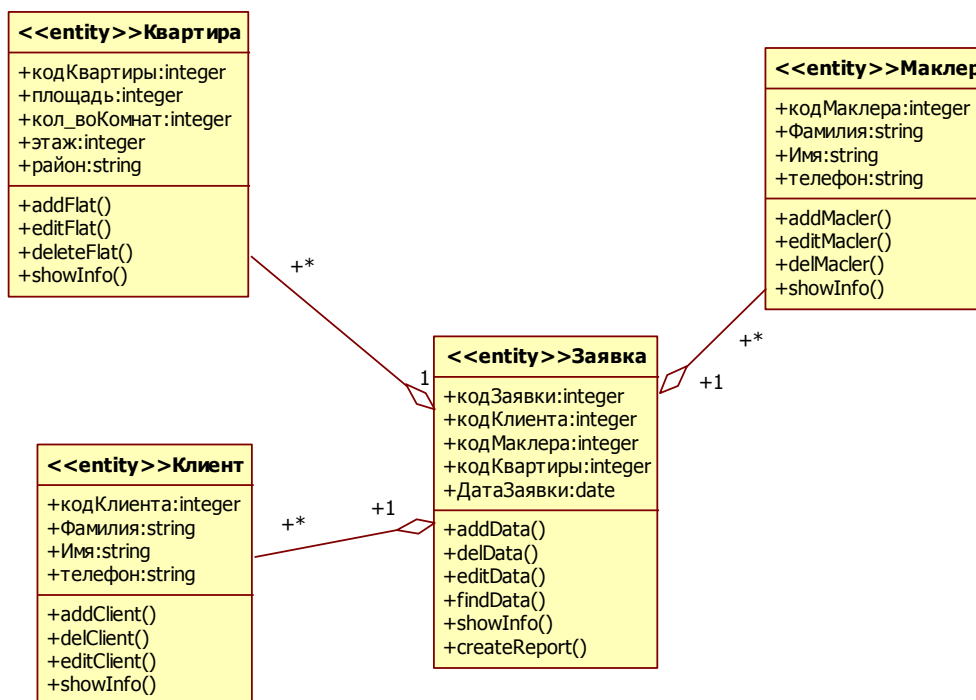 <<entity>>Квартира
+кодКвартиры:integer
+площадь:integer
+кол_воКомнат:integer
+этаж:integer
+район:string
+addFlat()
+editFlat()
+deleteFlat()
+showInfo()
<<entity>>Маклер
+кодМаклера:integer
+Фамилия:string
+Имя:string
+телефон:string
+addMacler()
+editMacler()
+delMacler()
+showInfo()
+*
1
+*
+1
<<entity>>Заявка
+кодЗаявки:integer
+кодКлиента:integer
+кодМаклера:integer
+кодКвартиры:integer
+ДатаЗаявки:date
+addData()
+delData()
+editData()
+findData()
+showInfo()
+createReport()
<<entity>>Клиент
+кодКлиента:integer
+Фамилия:string
+Имя:string
+телефон:string
+addClient()
+delClient()
+editClient()
+showInfo()
+*
+1